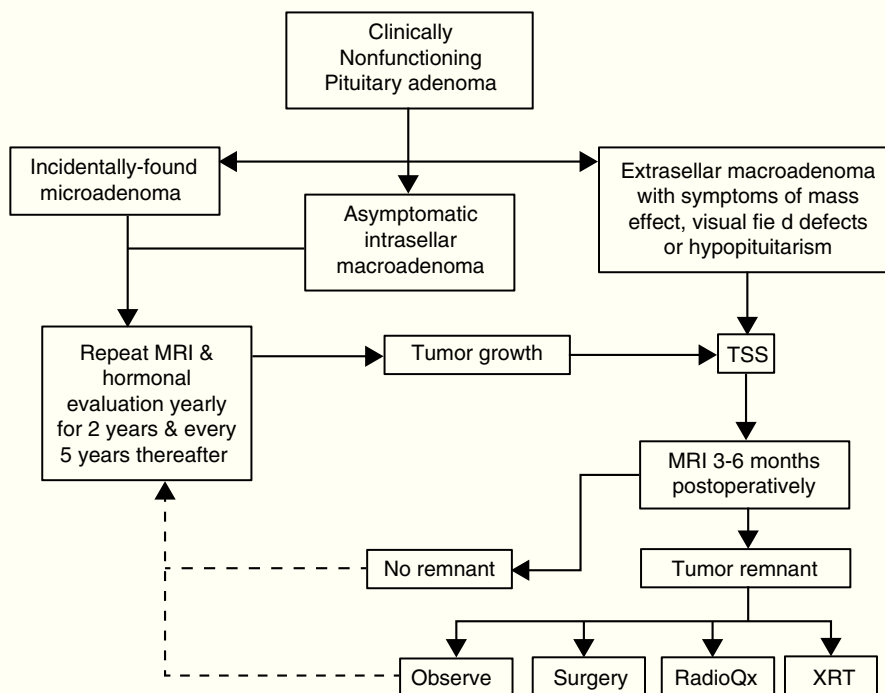 Clinically
Nonfunctioning
Pituitary adenoma
Incidentally-found
microadenoma
Asymptomatic
intrasellar
macroadenoma
Extrasellar macroadenoma
with symptoms of mass
effect, visual fie d defects
or hypopituitarism
Repeat MRI &
hormonal
evaluation yearly
for 2 years & every
5 years thereafter
Tumor growth
TSS
MRI 3-6 months
postoperatively
No remnant
Tumor remnant
Observe
Surgery
RadioQx
XRT